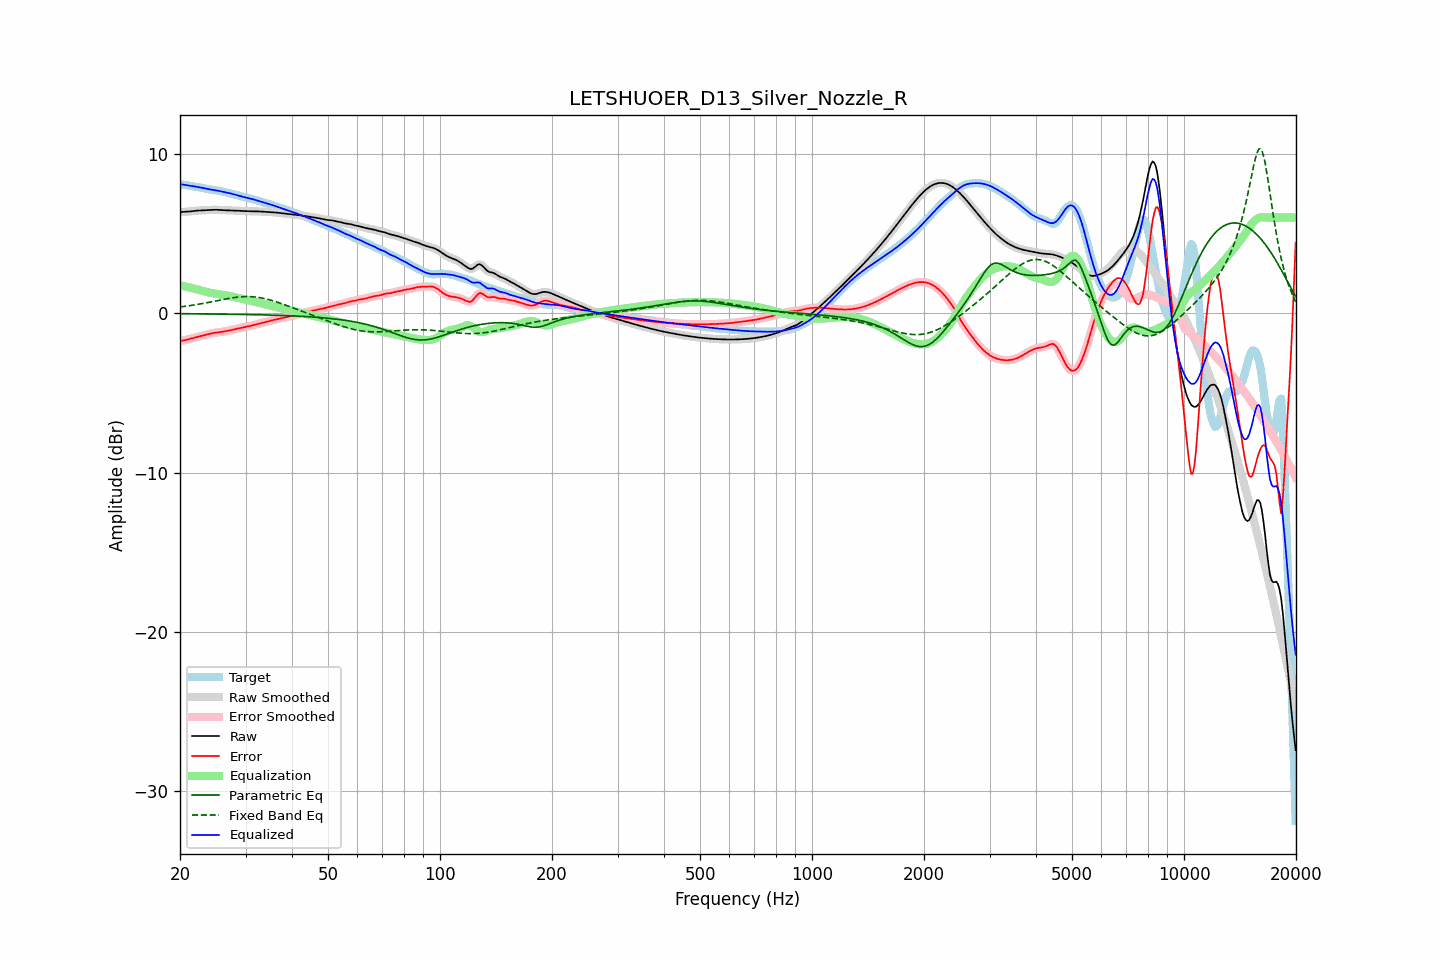 LETSHUOER_D13_Silver_Nozzle_R
10
0
−10
−20
−30
Amplitude (dBr)
Target
Raw Smoothed
Error Smoothed
Raw
Error
Equalization
Parametric Eq
Fixed Band Eq
Equalized
20 50 100 200 500 1000 2000 5000 10000 20000
Frequency (Hz)